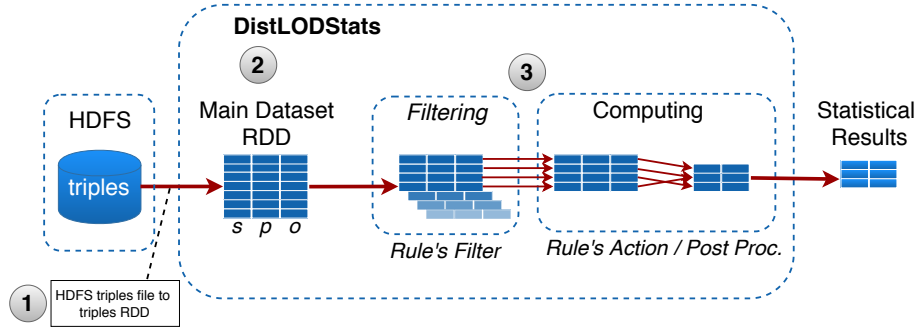 DistLODStats
2
3
HDFS
triples
Main Dataset
RDD
s p o
Filtering
Rule's Filter
Computing
Rule's Action / Post Proc.
Statistical
Results
1
HDFS triples file to
triples RDD